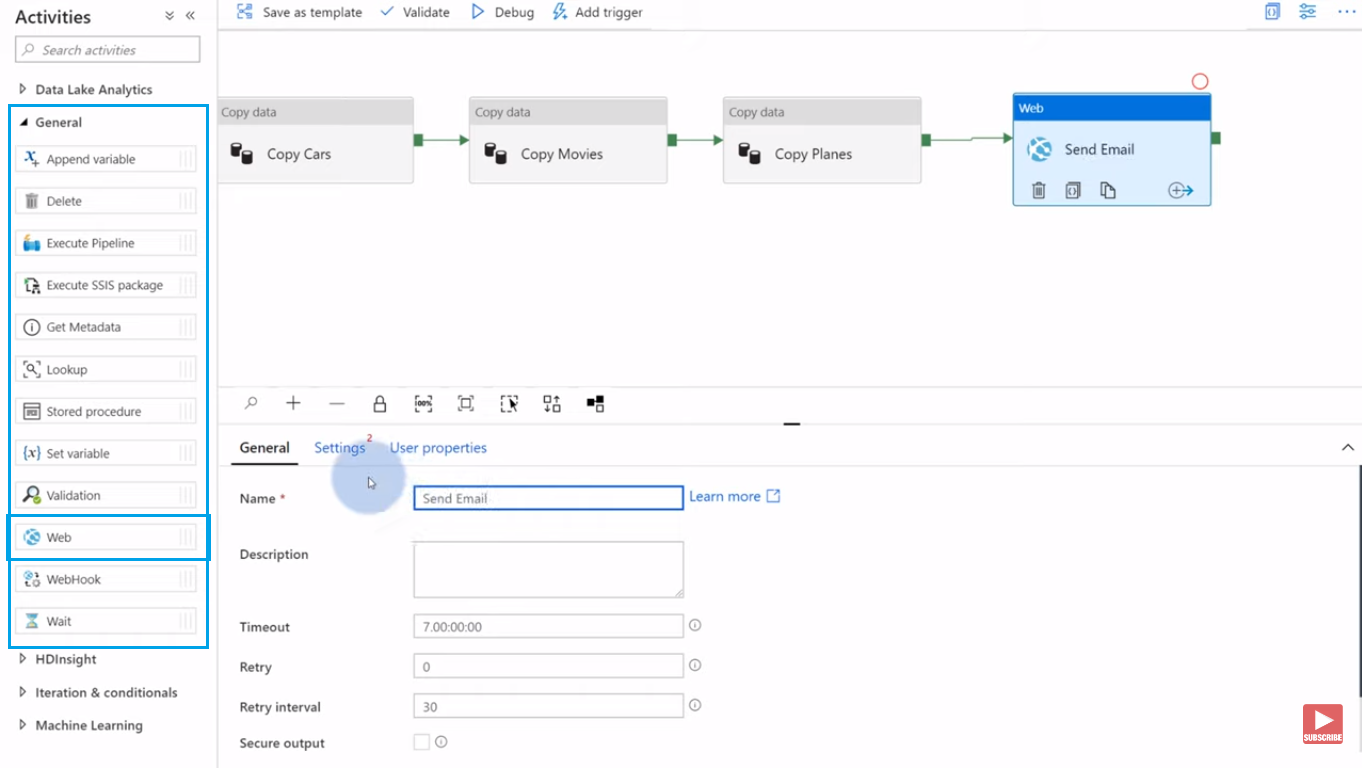 Activities
Search activities
Data Lake Analytics
General
Append variable
Delete
Execute Pipeline
Execute SSIS package
Get Metadata
Lookup
Stored procedure
Set variable
Validation
Web
WebHook
Wait
HDInsight
Iteration & conditionals
Machine Learning
Save as template Validate Debug Add trigger
Copy data Copy data Copy data Web
Copy Cars Copy Movies Copy Planes Send Email
100%
General Settings 2 User properties
Name * Send Email Learn more
Description
Timeout 7.00:00:00
Retry 0
Retry interval 30
Secure output
SUBSCRIBE